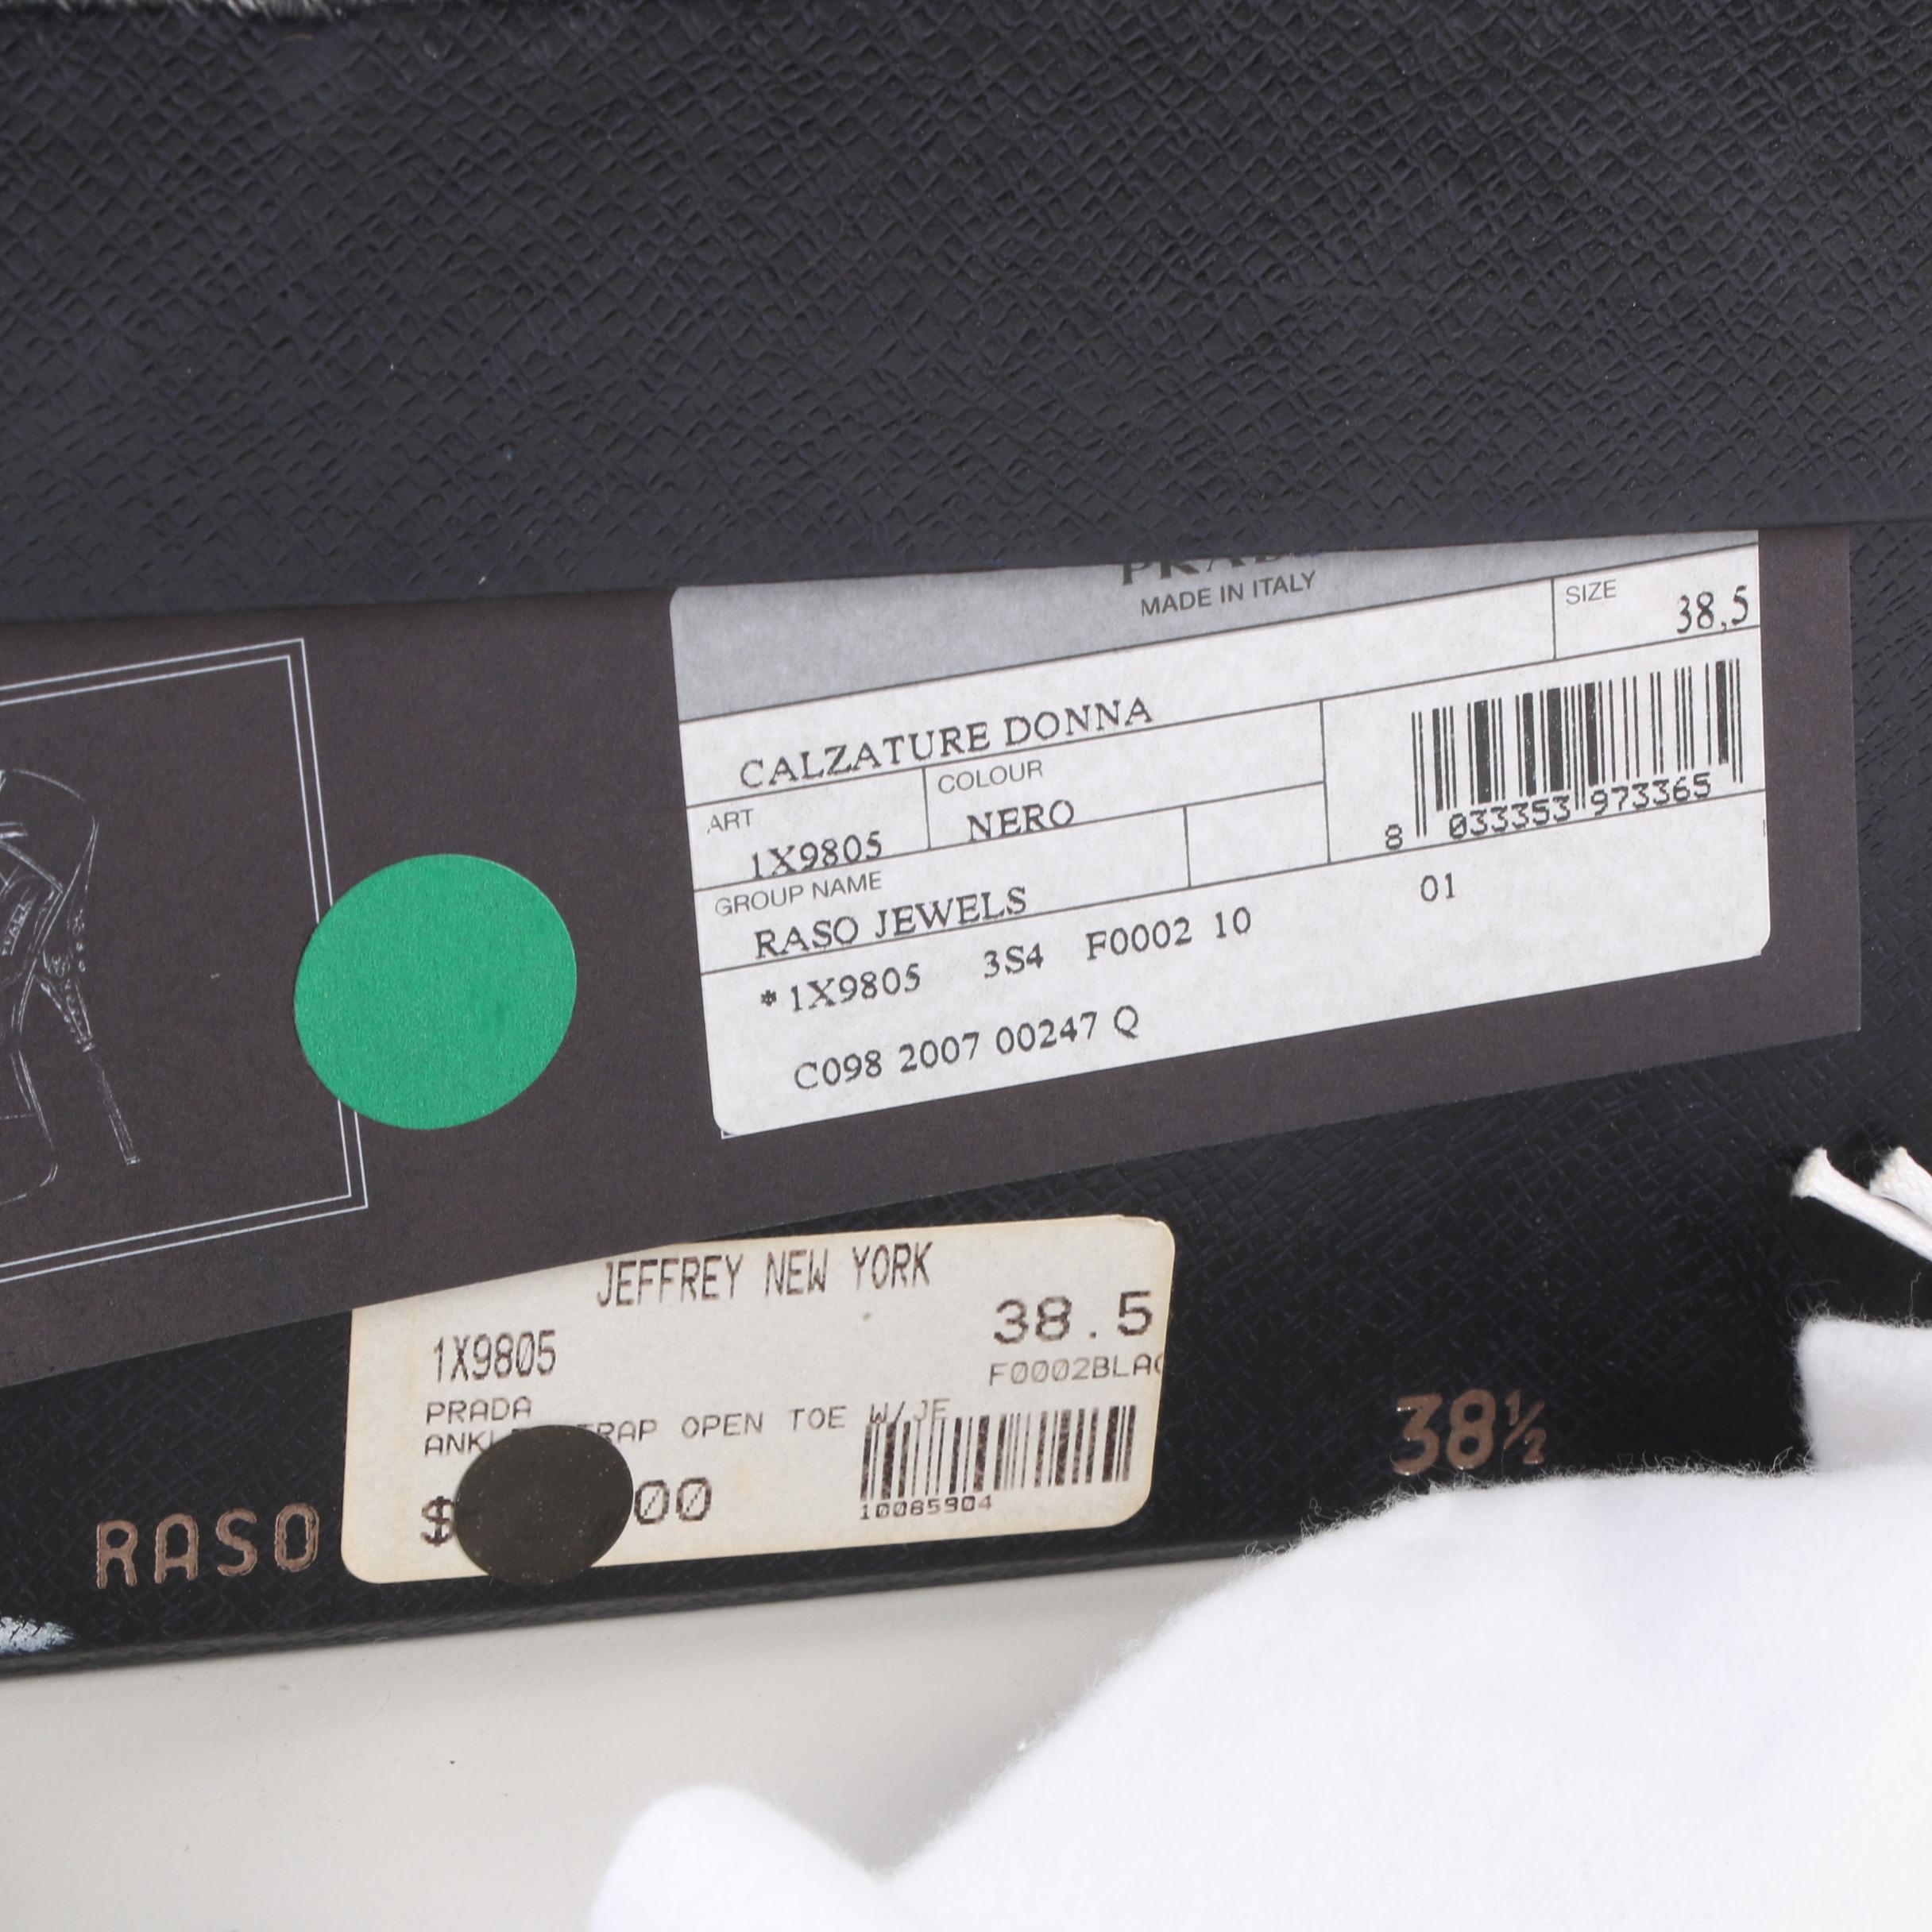 MADE IN ITALY
SIZE
38,5
CALZATURE DONNA
ART
1X9805
COLOUR
NERO
8 033353 973365
GROUP NAME
RASO JEWELS
01
*1X9805 3S4 F0002 10
C098 2007 00247 Q
JEFFREY NEW YORK
1X9805
38.5
F0002BLAC
PRADA
OPEN TOE W/JE
$ 00
10085904
RASO
38½